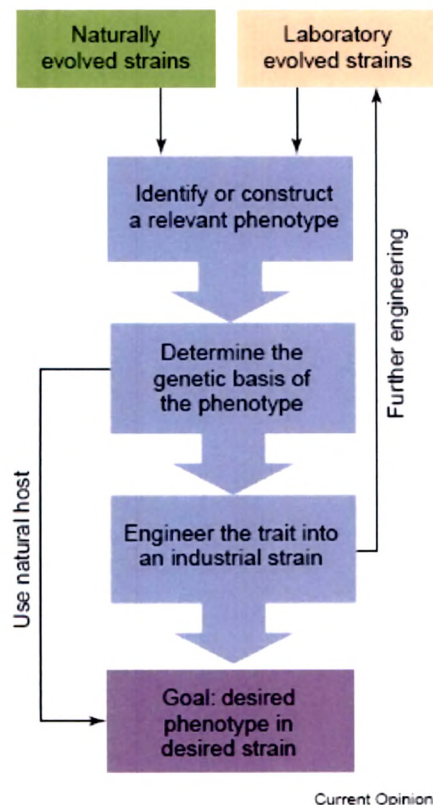 Naturally
evolved strains
Laboratory
evolved strains
Identify or construct
a relevant phenotype
Determine the
genetic basis of
the phenotype
Further engineering
Use natural host
Engineer the trait into
an industrial strain
Goal: desired
phenotype in
desired strain
Current Opinion